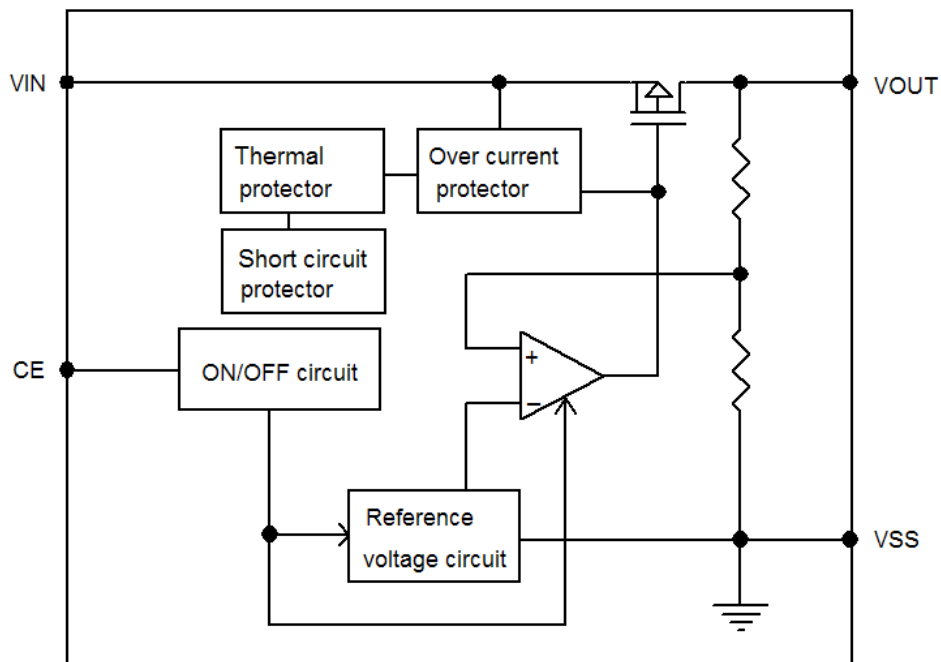 VIN
VOUT
Thermal
protector
Over current
protector
Short circuit
protector
CE
ON/OFF circuit
+
−
Reference
voltage circuit
VSS